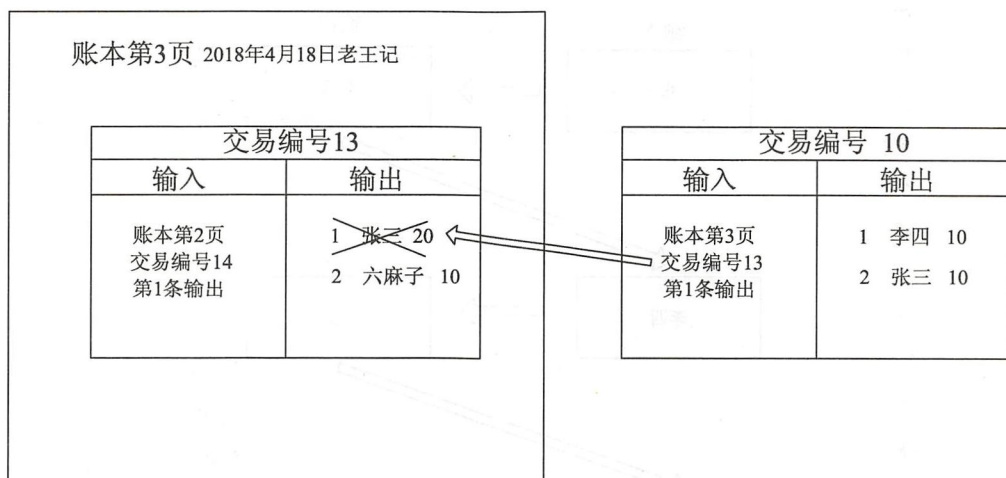 账本第3页 2018年4月18日老王记
交易编号13
输入 输出
账本第2页
交易编号14
第1条输出
1 张三 20
2 六麻子 10
交易编号 10
输入 输出
账本第3页
交易编号13
第1条输出
1 李四 10
2 张三 10